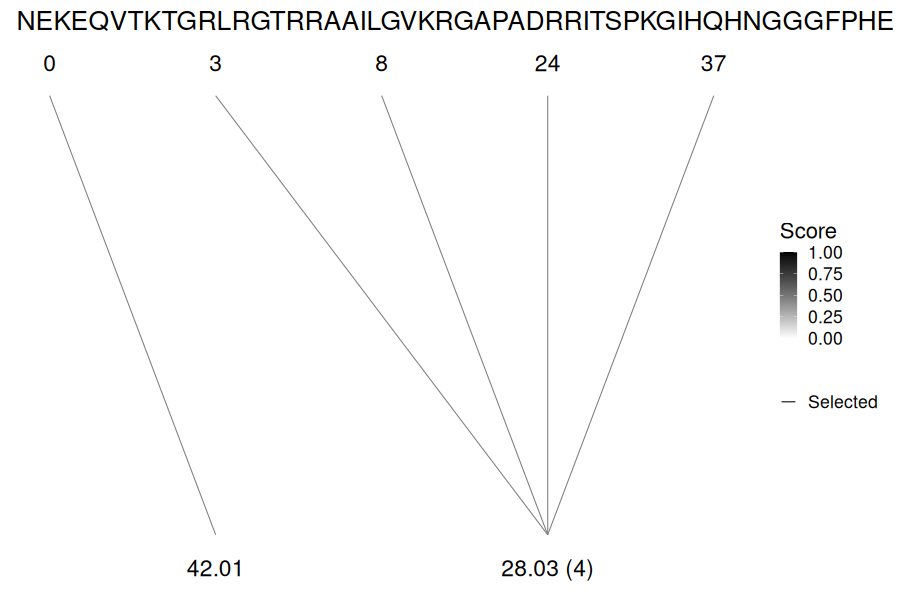 NEKEQVTKTGRLRGTRRAAILGVKRGAPADRRITSPKGIHQHNGGGFPHE
0 3 8 24 37
Score
1.00
0.75
0.50
0.25
0.00
Selected
42.01 28.03 (4)